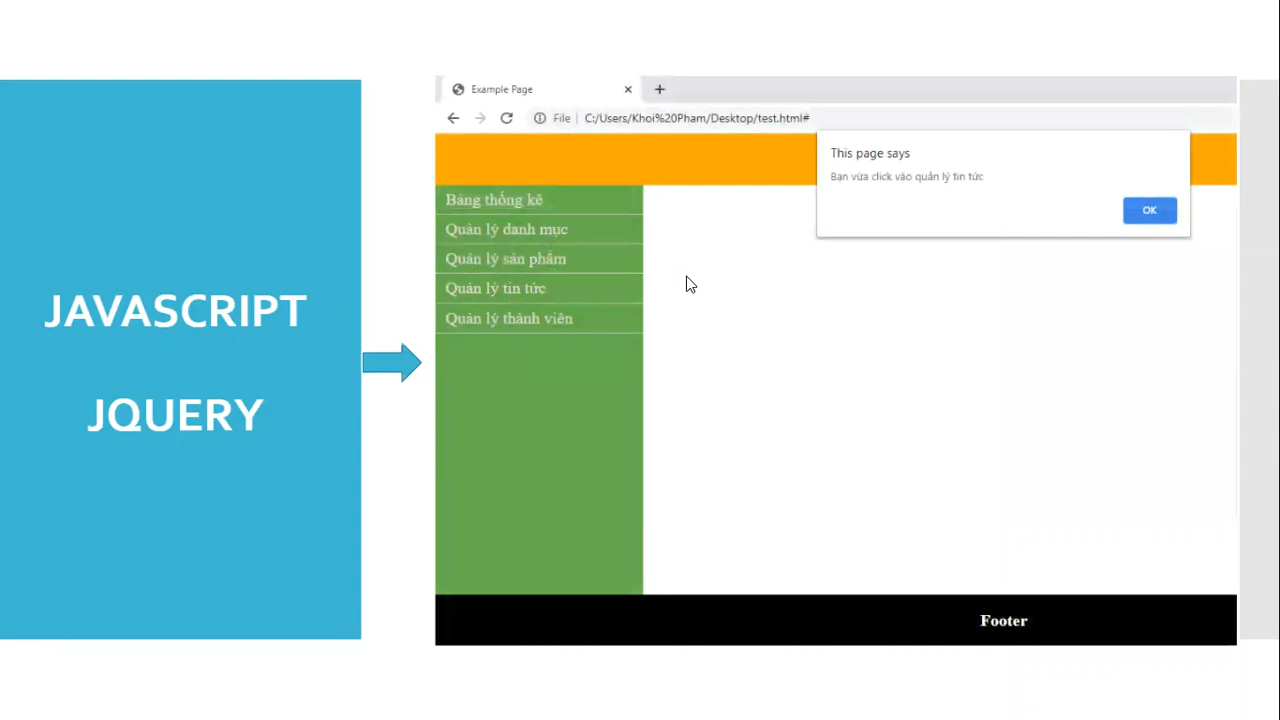 JAVASCRIPT
JQUERY
Example Page
File
C:/Users/Khoi%20Pham/Desktop/test.html#
This page says
Bạn vừa click vào quản lý tin tức
OK
Bảng thống kê
Quản lý danh mục
Quản lý sản phẩm
Quản lý tin tức
Quản lý thành viên
Footer